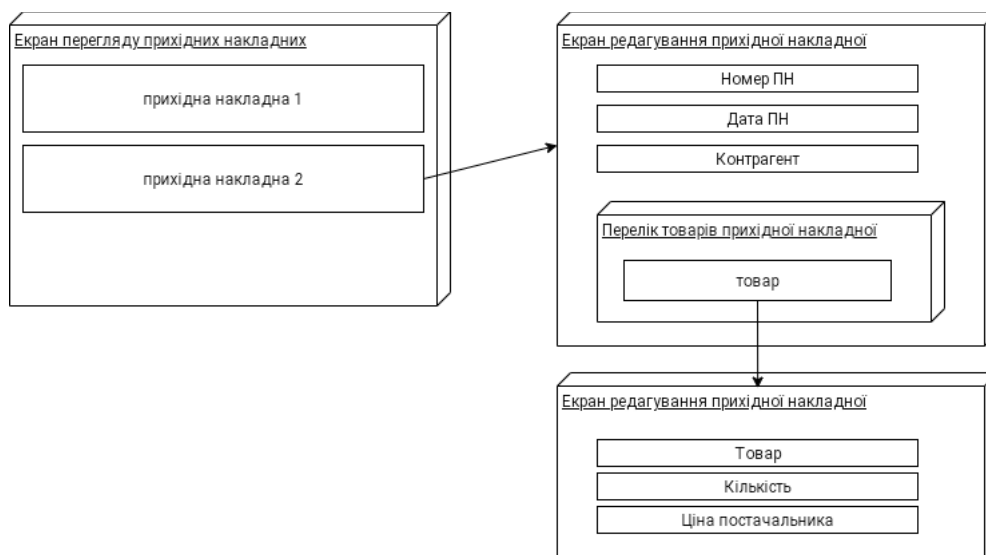 Екран перегляду прихідних накладних
прихідна накладна 1
прихідна накладна 2
Екран редагування прихідної накладної
Номер ПН
Дата ПН
Контрагент
Перелік товарів прихідної накладної
товар
Екран редагування прихідної накладної
Товар
Кількість
Ціна постачальника